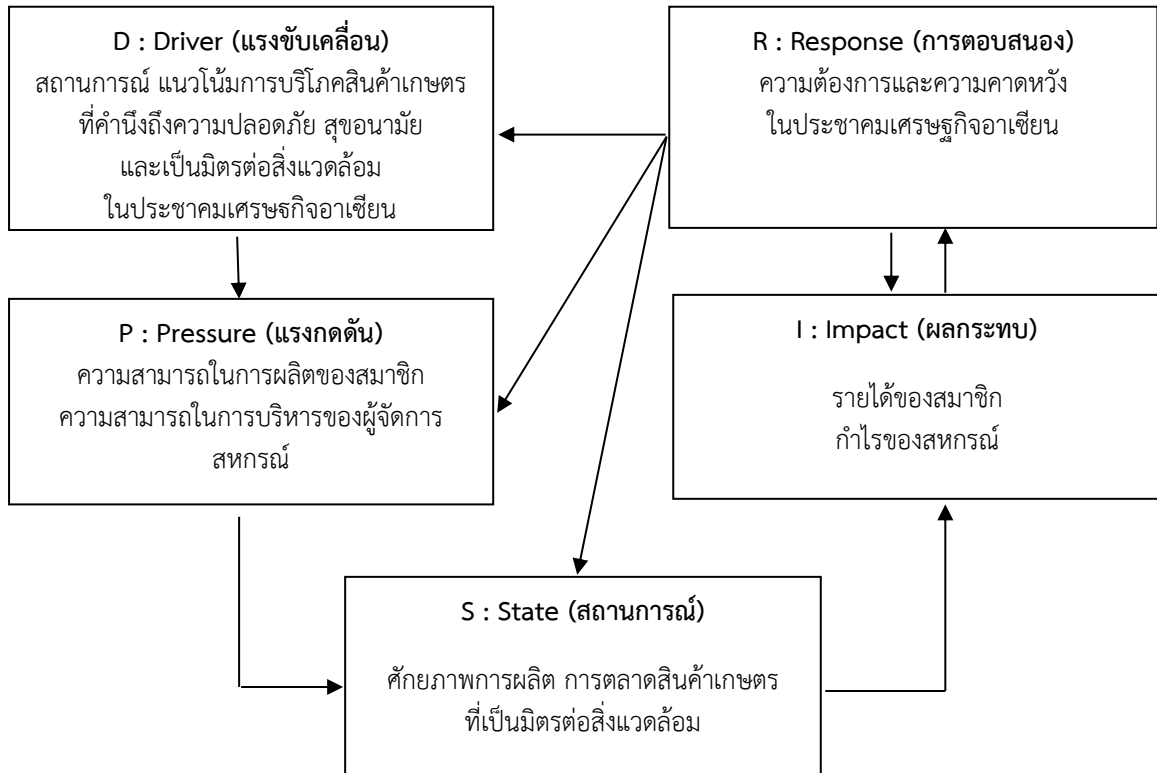 D : Driver (แรงขับเคลื่อน)
สถานการณ์ แนวโน้มการบริโภคสินค้าเกษตร
ที่คำนึงถึงความปลอดภัย สุขอนามัย
และเป็นมิตรต่อสิ่งแวดล้อม
ในประชาคมเศรษฐกิจอาเซียน
R : Response (การตอบสนอง)
ความต้องการและความคาดหวัง
ในประชาคมเศรษฐกิจอาเซียน
P : Pressure (แรงกดดัน)
ความสามารถในการผลิตของสมาชิก
ความสามารถในการบริหารของผู้จัดการ
สหกรณ์
I : Impact (ผลกระทบ)
รายได้ของสมาชิก
กำไรของสหกรณ์
S : State (สถานการณ์)
ศักยภาพการผลิต การตลาดสินค้าเกษตร
ที่เป็นมิตรต่อสิ่งแวดล้อม